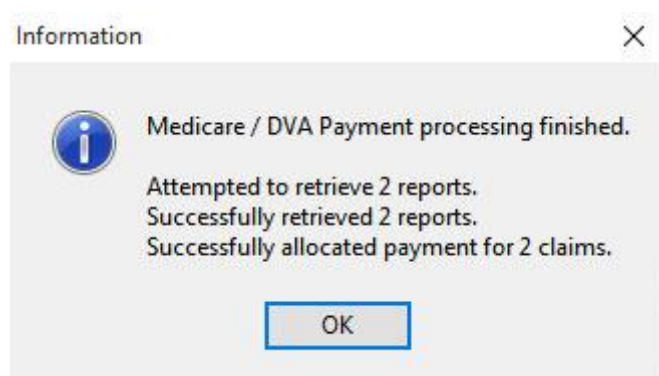 Information
Medicare / DVA Payment processing finished.
Attempted to retrieve 2 reports.
Successfully retrieved 2 reports.
Successfully allocated payment for 2 claims.
OK